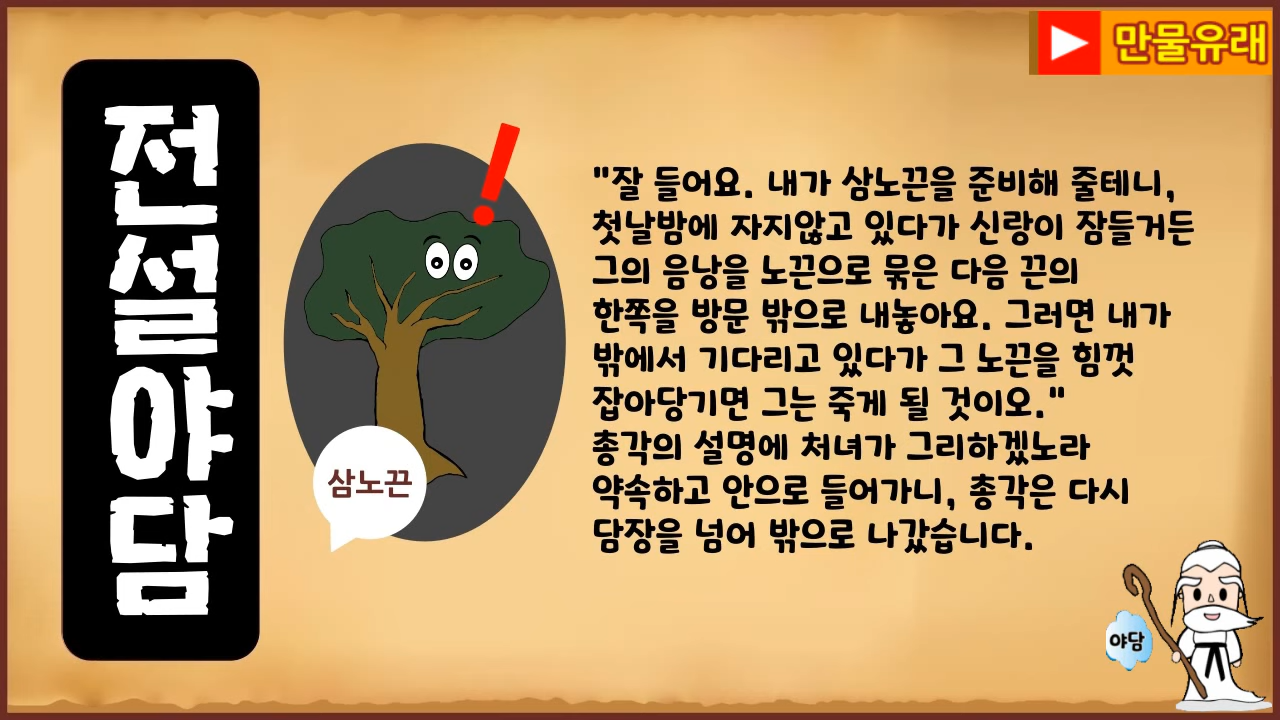 만물유래
전설야담
"잘 들어요. 내가 삼노끈을 준비해 줄테니,
첫날밤에 자지않고 있다가 신랑이 잠들거든
그의 음낭을 노끈으로 묶은 다음 끈의
한쪽을 방문 밖으로 내놓아요. 그러면 내가
밖에서 기다리고 있다가 그 노끈을 힘껏
잡아당기면 그는 죽게 될 것이오."
총각의 설명에 처녀가 그리하겠노라
약속하고 안으로 들어가니, 총각은 다시
담장을 넘어 밖으로 나갔습니다.
삼노끈
야담